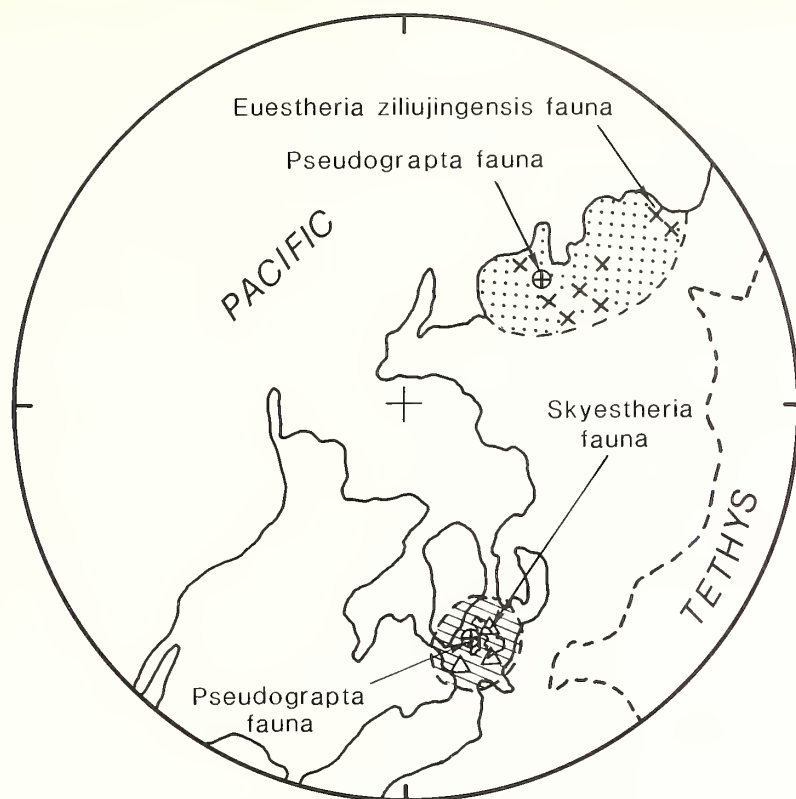 Euestheria ziliujingensis fauna
Pseudograpta fauna
PACIFIC
Skyestheria
fauna
TETHYS
Pseudograpta
fauna